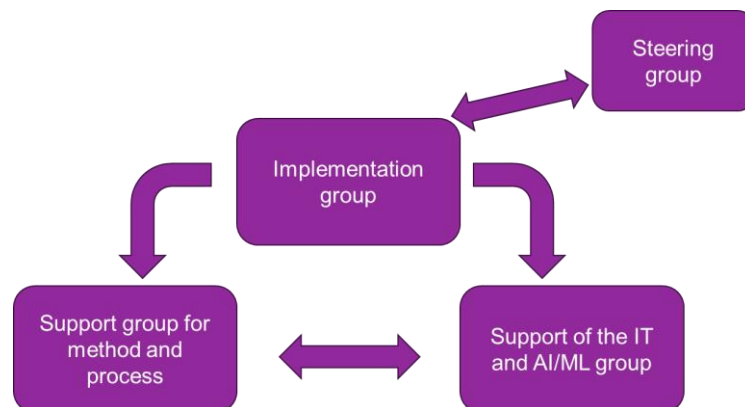 Steering
group
Implementation
group
Support group for
method and
process
Support of the IT
and AI/ML group